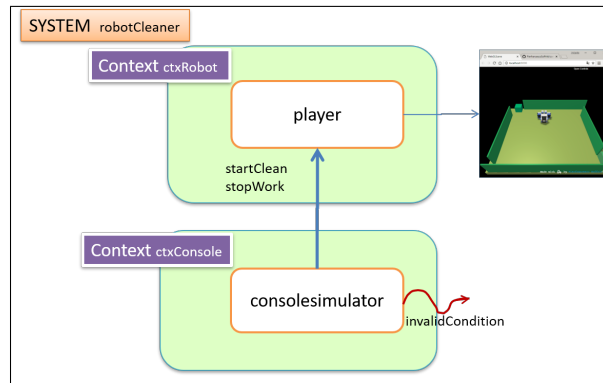 SYSTEM robotCleaner
Context ctxRobot
player
startClean
stopWork
Context ctxConsole
consolesimulator
invalidCondition